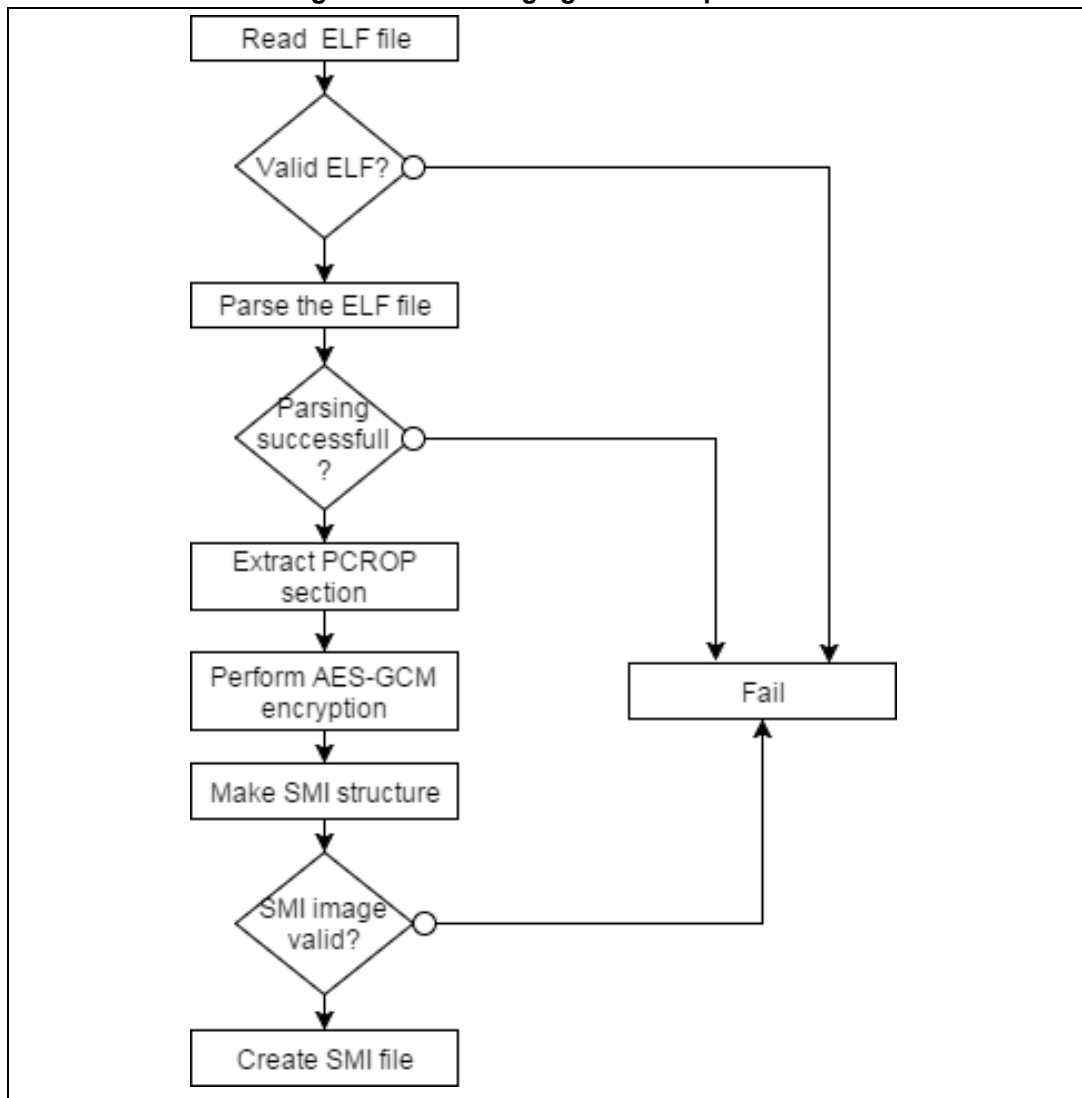 Read ELF file
Valid ELF?
Parse the ELF file
Parsing
successfull
?
Extract PCROP
section
Perform AES-GCM
encryption
Fail
Make SMI structure
SMI image
valid?
Create SMI file